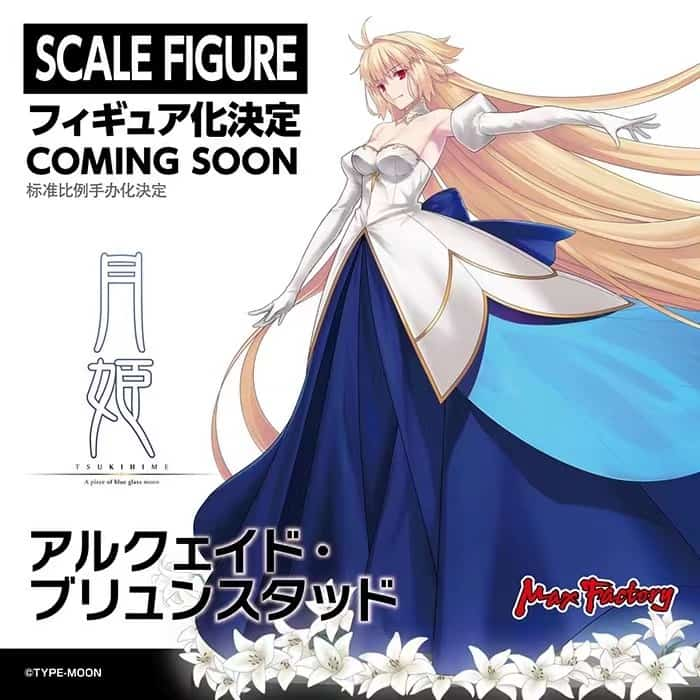 SCALE FIGURE
フィギュア化決定
COMING SOON
标准比例手办化决定
月姫
TSUKIHIME
A piece of blue glass moon
アルクェイド・
ブリュンスタッド
Max Factory
©TYPE-MOON